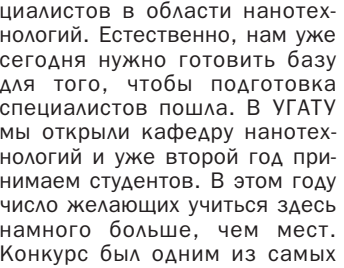 циалистов в области нанотех-
нологий. Естественно, нам уже
сегодня нужно готовить базу
для того, чтобы подготовка
специалистов пошла. В УГАТУ
мы открыли кафедру нанотех-
нологий и уже второй год при-
нимаем студентов. В этом году
число желающих учиться здесь
намного больше, чем мест.
Конкурс был одним из самых